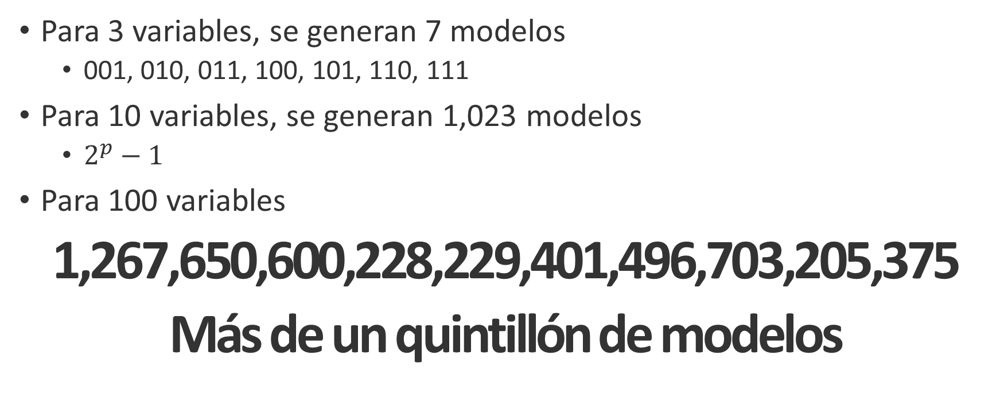 • Para 3 variables, se generan 7 modelos
• 001, 010, 011, 100, 101, 110, 111
• Para 10 variables, se generan 1,023 modelos
• 2^p − 1
• Para 100 variables
1,267,650,600,228,229,401,496,703,205,375
Más de un quintillón de modelos